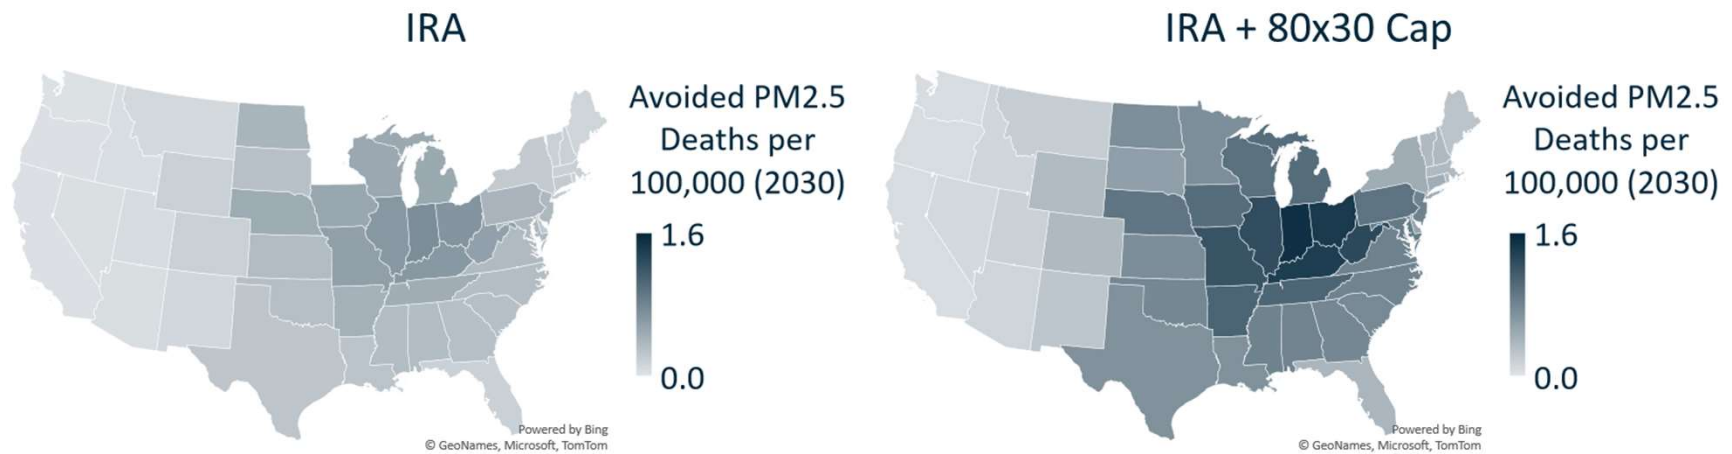 IRA
Avoided PM2.5
Deaths per
100,000 (2030)
1.6
0.0
Powered by Bing
© GeoNames, Microsoft, TomTom
IRA + 80x30 Cap
Avoided PM2.5
Deaths per
100,000 (2030)
1.6
0.0
Powered by Bing
© GeoNames, Microsoft, TomTom